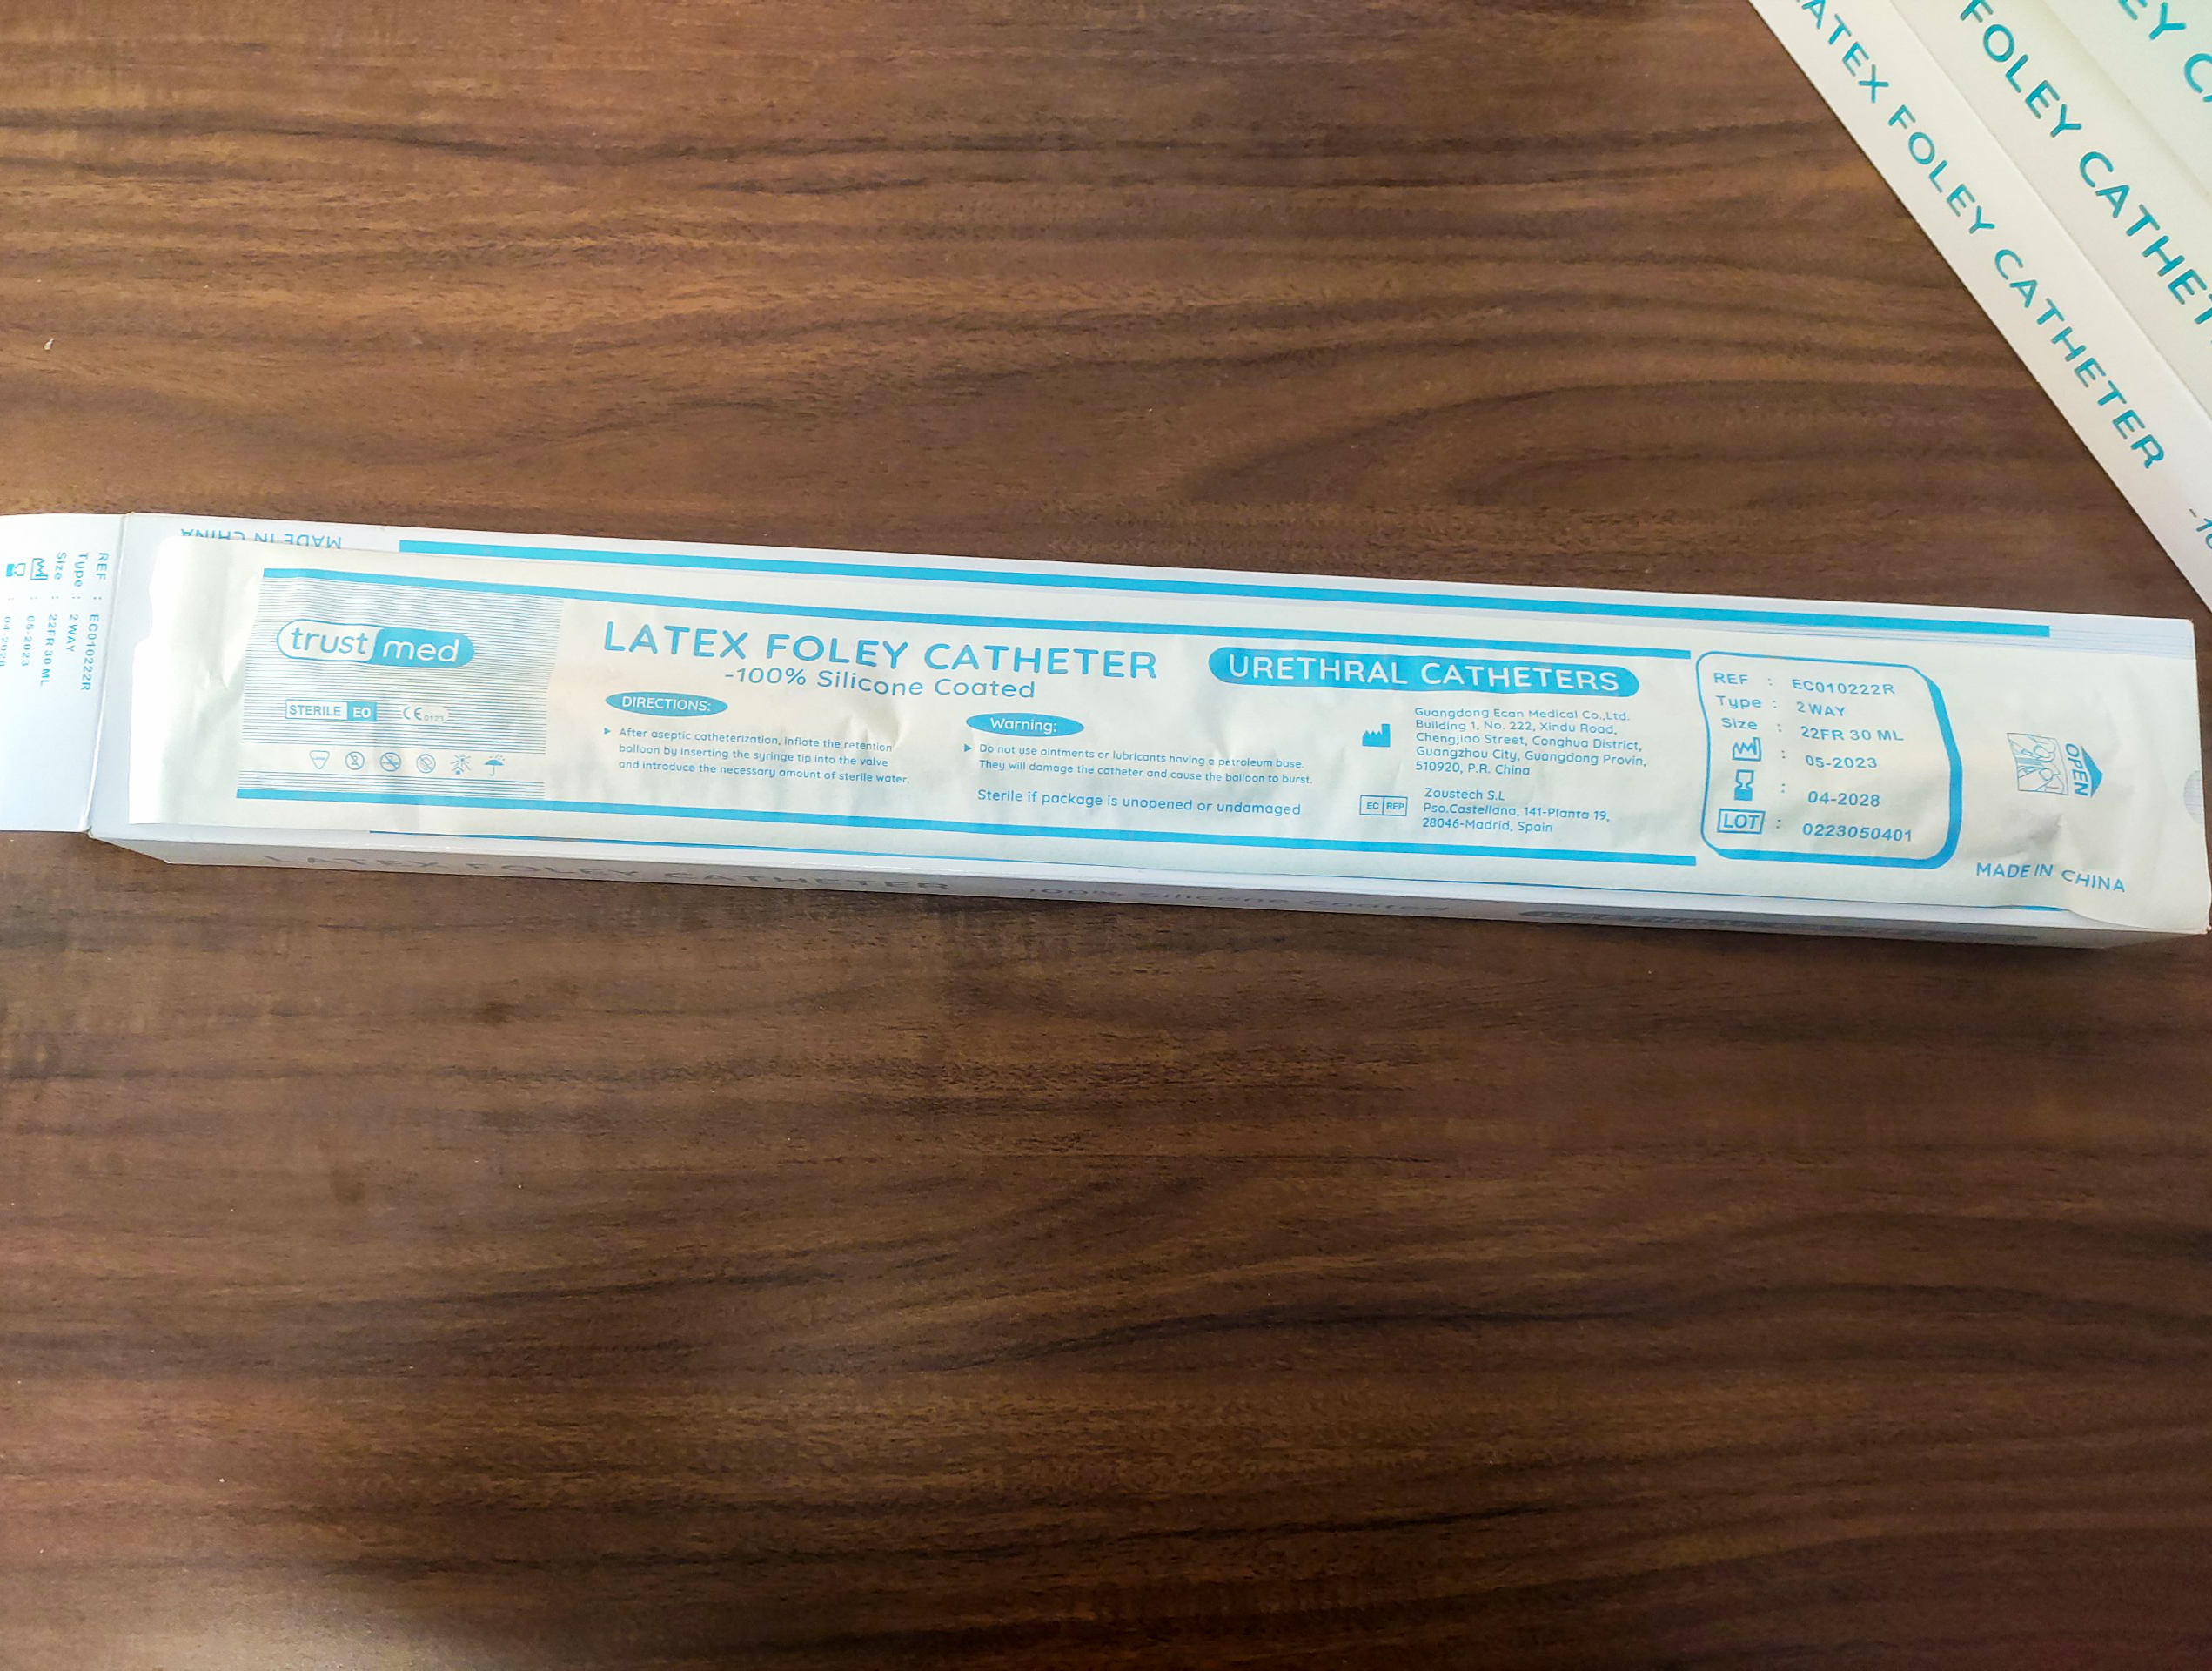 LATEX FOLEY CATHETER
FOLEY
MADE IN CHINA
REF : EC010222R
Type : 2 WAY
Size : 22FR 30 ML
: 05-2023
trust med
STERILE EO
CE 0123
LATEX FOLEY CATHETER
-100% Silicone Coated
DIRECTIONS:
▶ After aseptic catheterization, inflate the retention
balloon by inserting the syringe tip into the valve
and introduce the necessary amount of sterile water.
Warning:
▶ Do not use ointments or lubricants having a petroleum base.
They will damage the catheter and cause the balloon to burst.
Sterile if package is unopened or undamaged
URETHRAL CATHETERS
Guangdong Ecan Medical Co.,Ltd.
Building 1, No. 222, Xindu Road,
Chengjiao Street, Conghua District,
Guangzhou City, Guangdong Provin,
510920, P.R. China
EC REP
Zoustech S.L
Pso.Castellana, 141-Planta 19,
28046-Madrid, Spain
REF : EC010222R
Type : 2 WAY
Size : 22FR 30 ML
: 05-2023
: 04-2028
LOT : 0223050401
OPEN
MADE IN CHINA
LATEX FOLEY CATHETER
-100% Silicone Coated